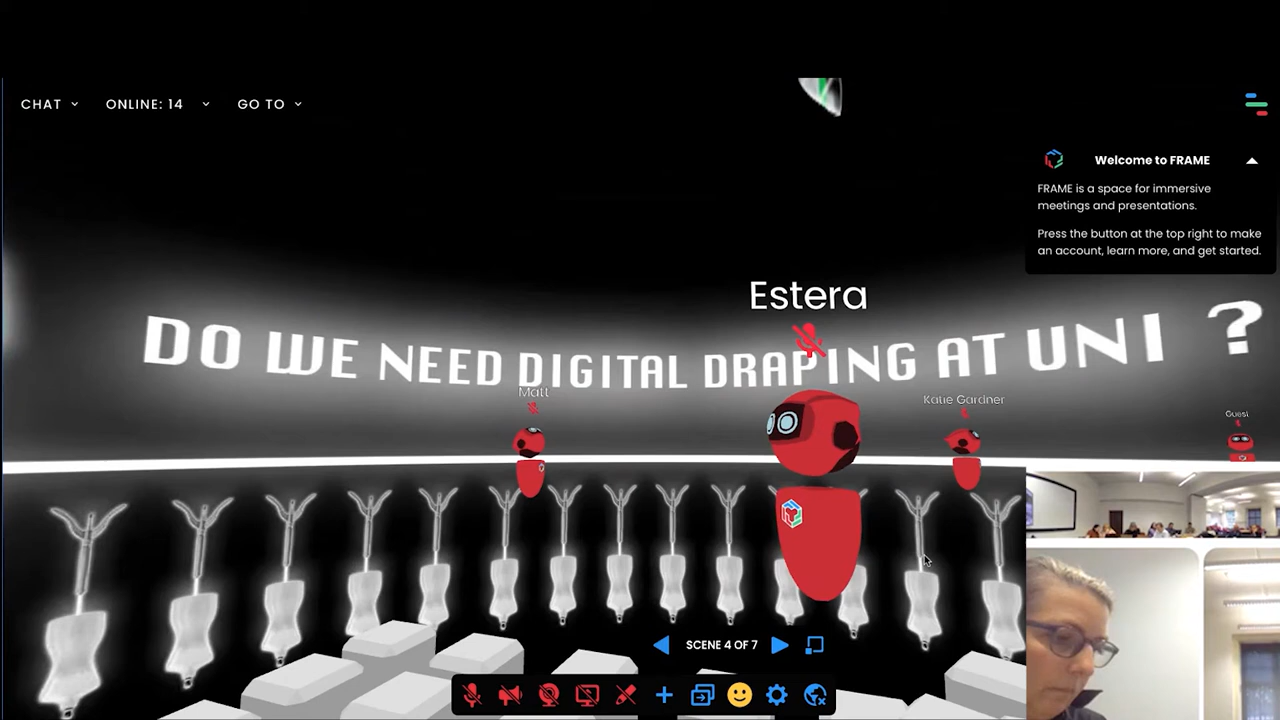 CHAT
ONLINE: 14
GO TO
Welcome to FRAME
FRAME is a space for immersive
meetings and presentations.
Press the button at the top right to make
an account, learn more, and get started.
Estera
DO WE NEED DIGITAL DRAPING AT UNI ?
Matt
Katie Gardner
Guest
SCENE 4 OF 7